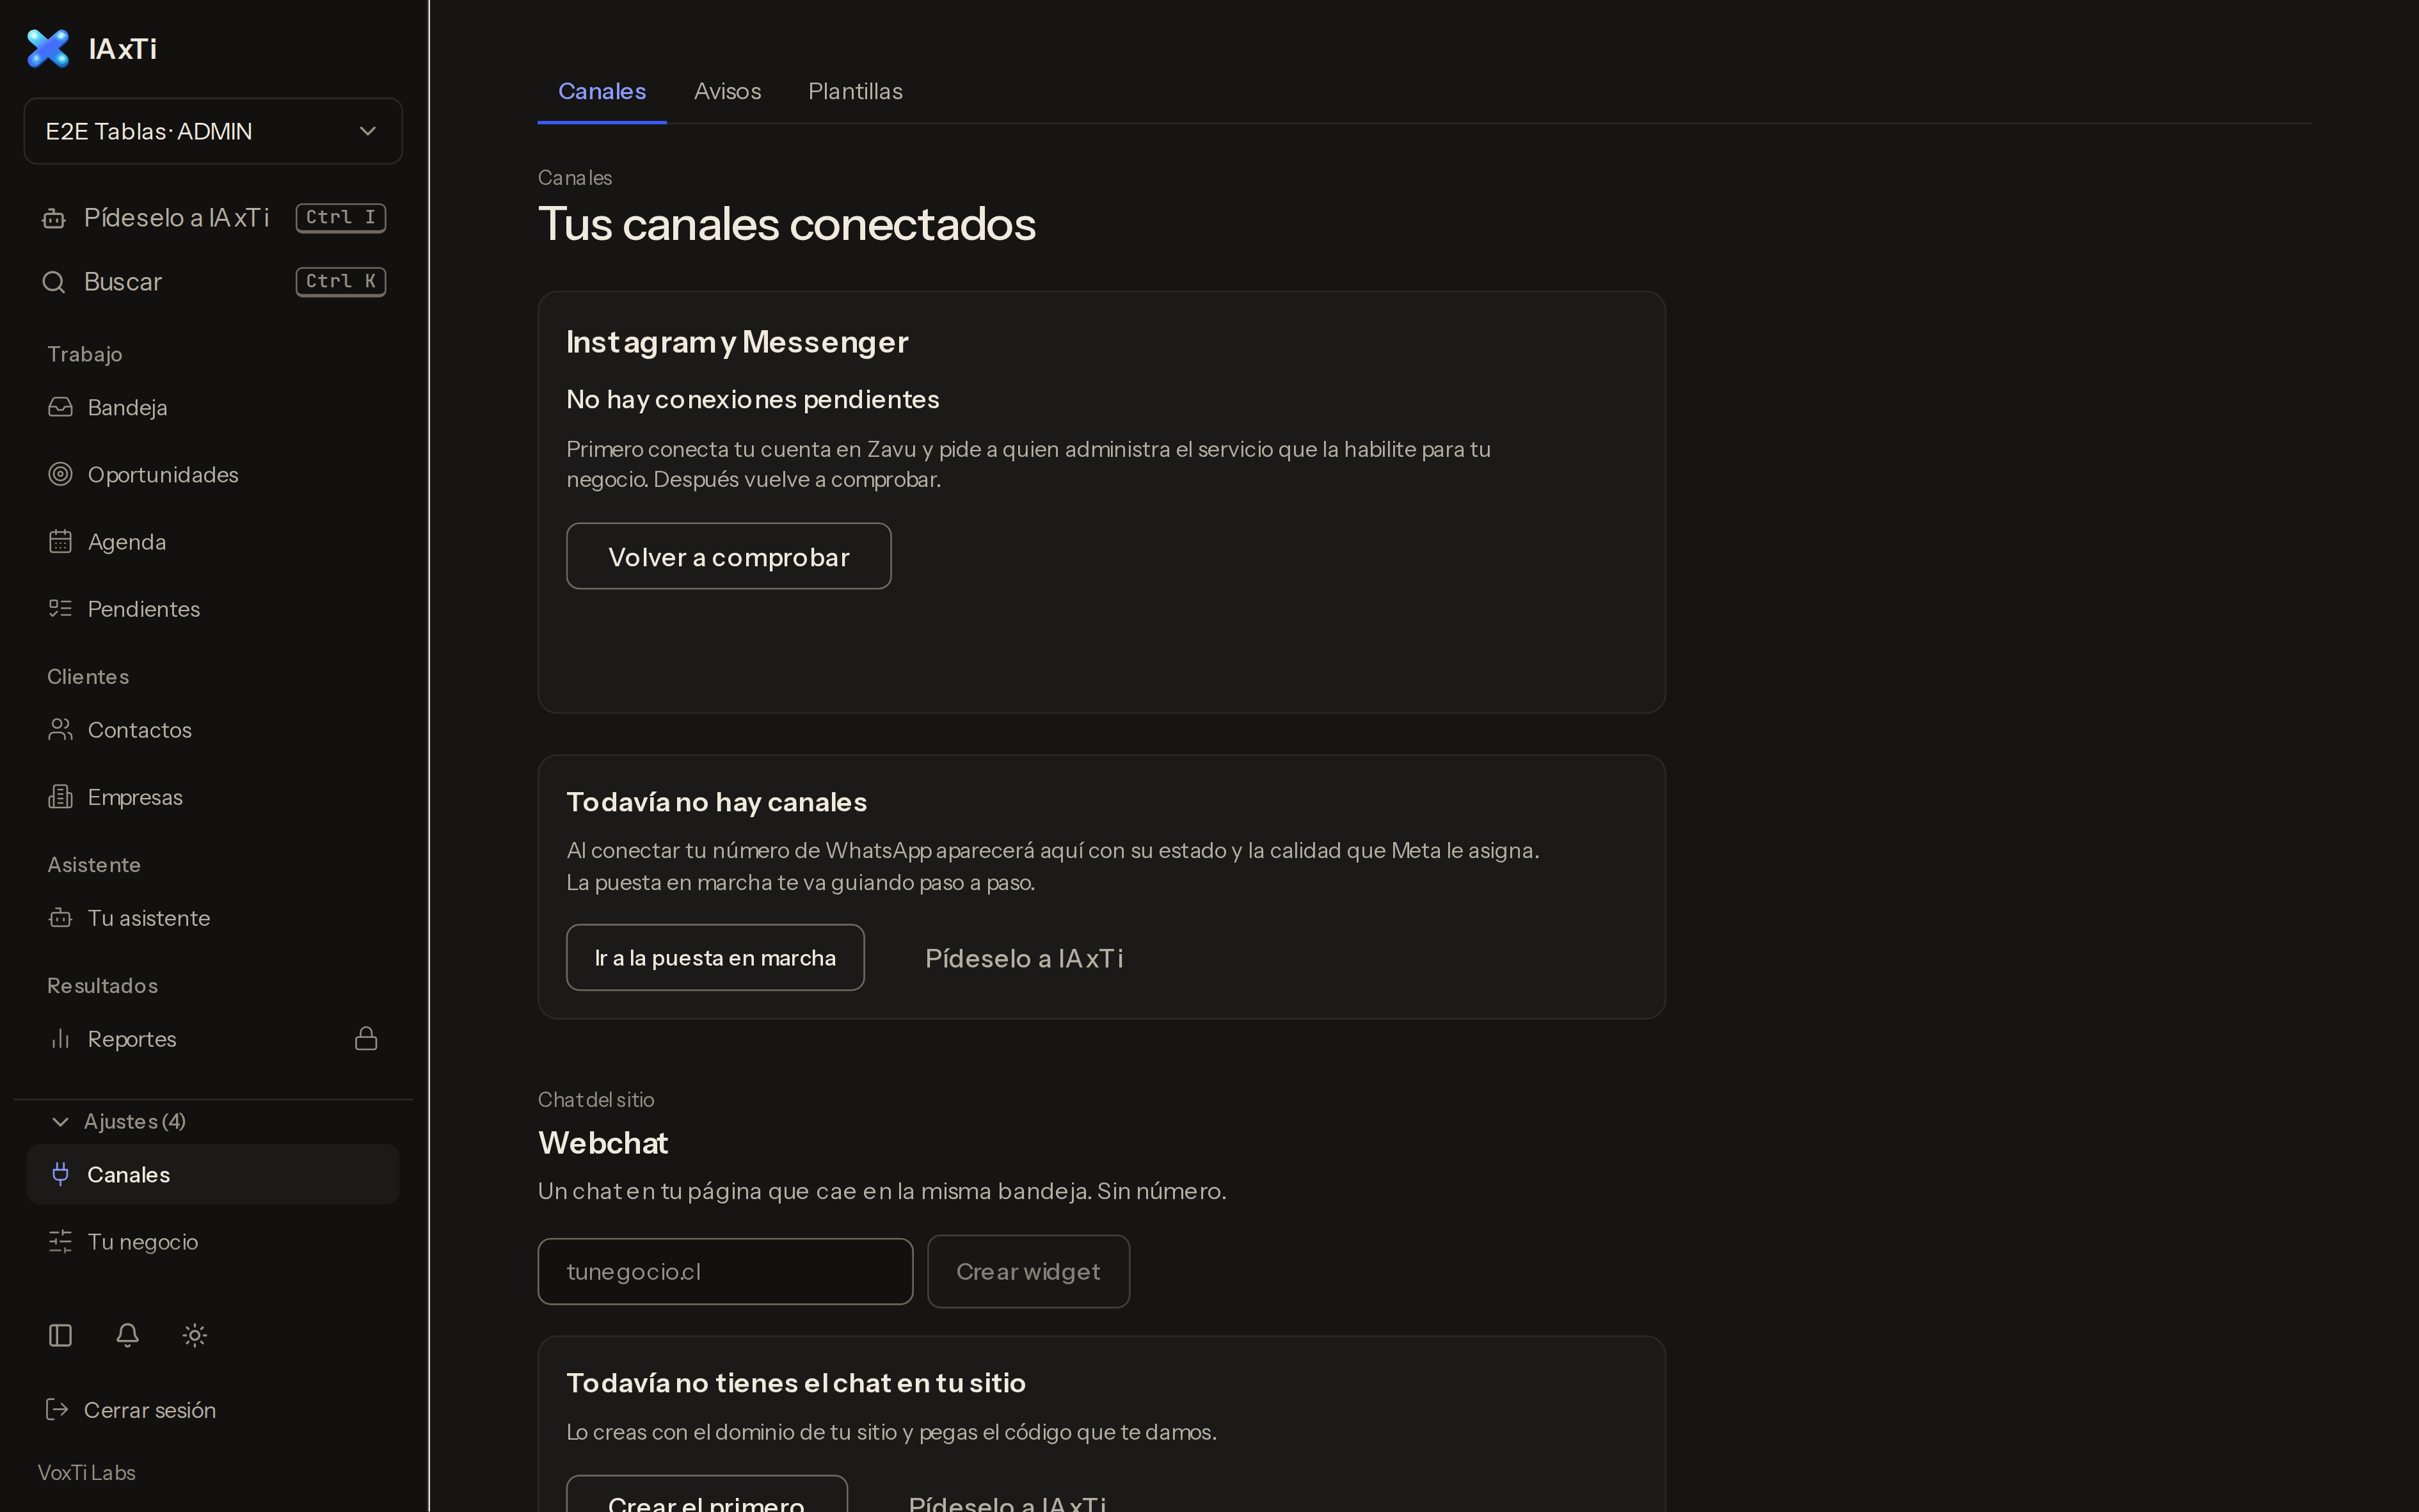 IAxTi
E2E Tablas · ADMIN
Pídeselo a IAxTi Ctrl I
Buscar Ctrl K
Trabajo
Bandeja
Oportunidades
Agenda
Pendientes
Clientes
Contactos
Empresas
Asistente
Tu asistente
Resultados
Reportes
Ajustes (4)
Canales
Tu negocio
Cerrar sesión
VoxTi Labs
Canales Avisos Plantillas
Canales
Tus canales conectados
Instagram y Messenger
No hay conexiones pendientes
Primero conecta tu cuenta en Zavu y pide a quien administra el servicio que la habilite para tu
negocio. Después vuelve a comprobar.
Volver a comprobar
Todavía no hay canales
Al conectar tu número de WhatsApp aparecerá aquí con su estado y la calidad que Meta le asigna.
La puesta en marcha te va guiando paso a paso.
Ir a la puesta en marcha Pídeselo a IAxTi
Chat del sitio
Webchat
Un chat en tu página que cae en la misma bandeja. Sin número.
tunegocio.cl Crear widget
Todavía no tienes el chat en tu sitio
Lo creas con el dominio de tu sitio y pegas el código que te damos.
Crear el primero Pídeselo a IAxTi